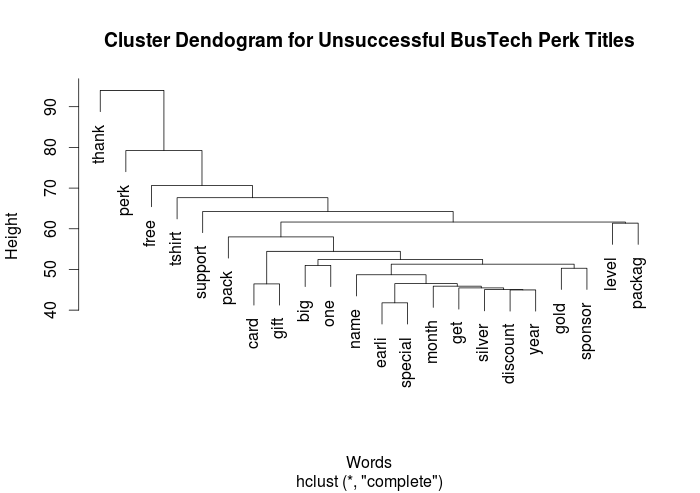 Cluster Dendogram for Unsuccessful BusTech Perk Titles
Height
90
80
70
60
50
40
thank
perk
free
tshirt
support
pack
card
gift
big
one
name
earli
special
month
get
silver
discount
year
gold
sponsor
level
packag
Words
hclust (*, "complete")